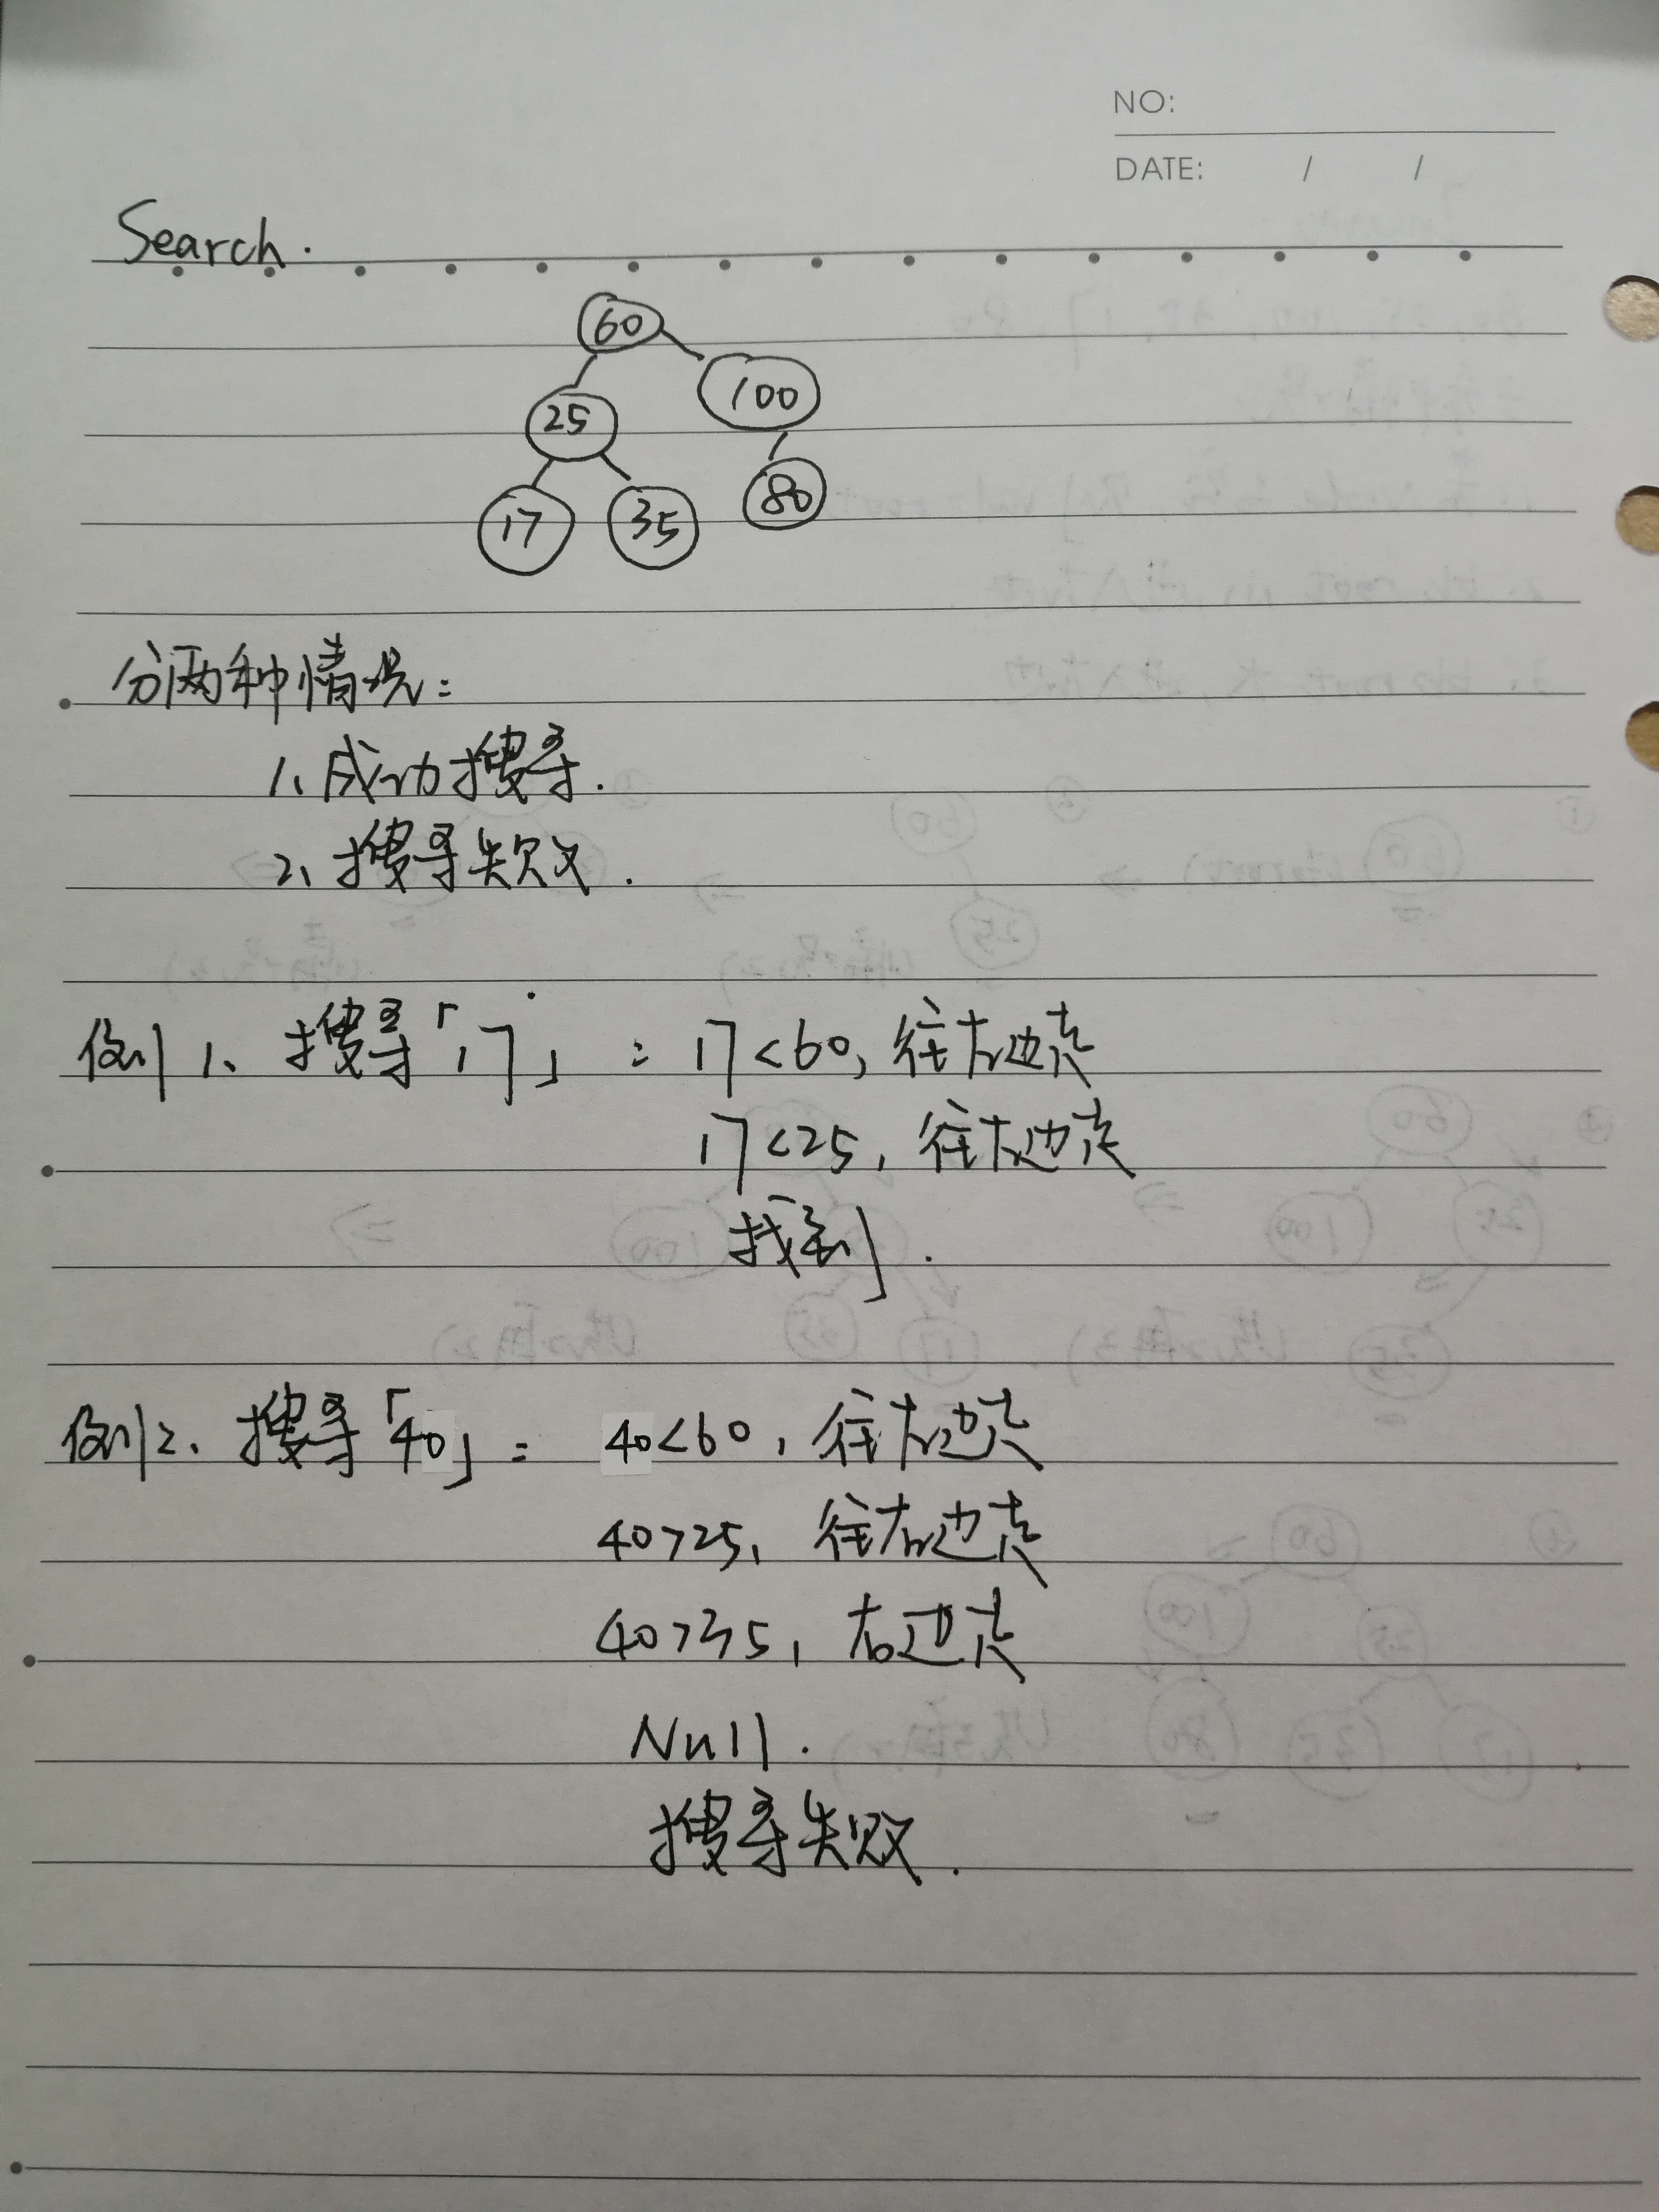 NO:
DATE: / /
Search.
60
100
25
80
17 35
分两种情况:
1、成功搜寻.
2、搜寻失败.
例1、搜寻「17」: 17<60, 往左边走
17<25, 往左边走
找到.
例2、搜寻「40」: 40<60, 往左边走
40>25, 往右边走
40>35, 右边走
Null.
搜寻失败.